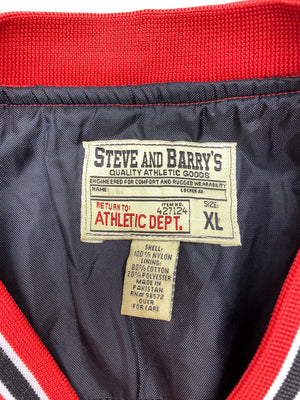 STEVE AND BARRY'S
QUALITY ATHLETIC GOODS
ENGINEERED FOR COMFORT AND RUGGED WEARABILITY
NAME: LOCKER NO.
RETURN TO: ITEM NO. SIZE:
ATHLETIC DEPT. 427124 XL
SHELL:
100% NYLON
LINING:
80% COTTON
20% POLYESTER
MADE IN
PAKISTAN
RN# 98522
OVER
FOR CARE